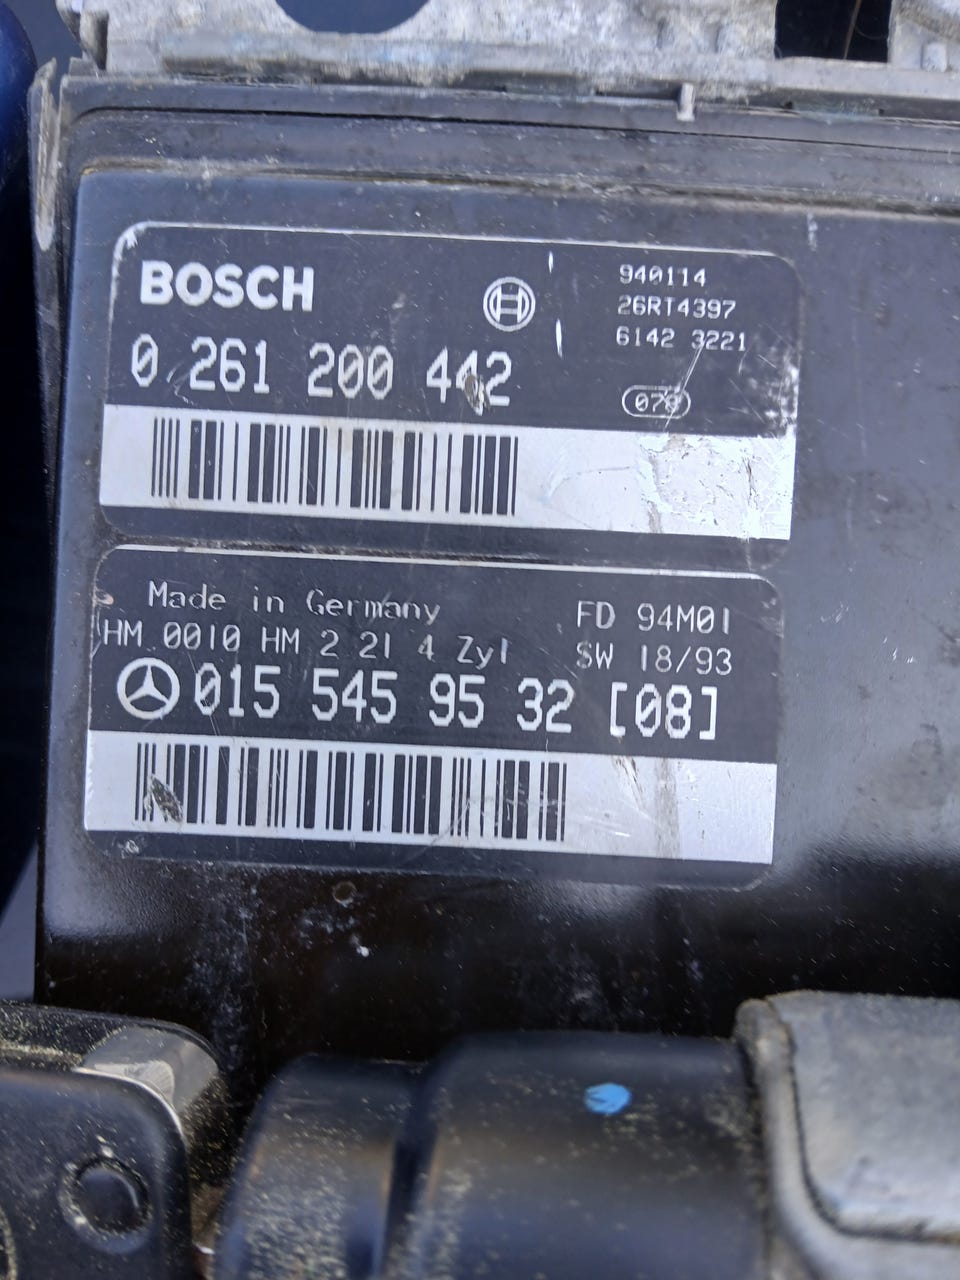 BOSCH
940114
26RT4397
6142 3221
0 261 200 442
Made in Germany
FD 94M01
HM 0010 HM 2 21 4 Zyl
SW 18/93
015 545 95 32 [08]